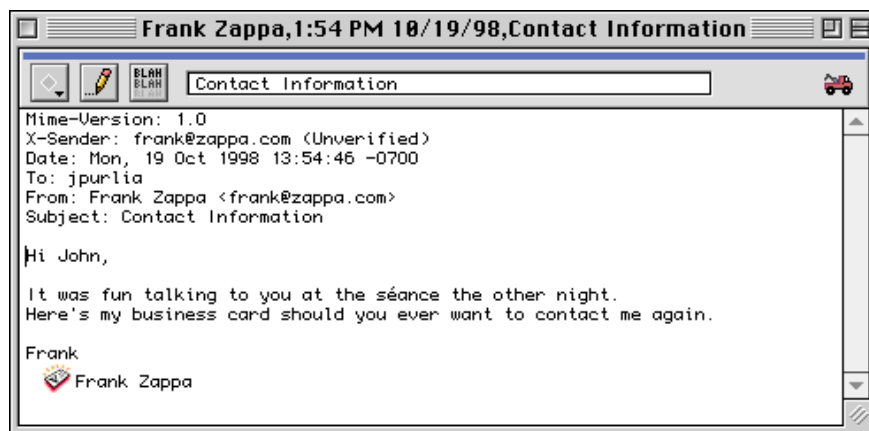 Frank Zappa,1:54 PM 10/19/98,Contact Information
BLAH
BLAH
Contact Information
Mime-Version: 1.0
X-Sender: frank@zappa.com (Unverified)
Date: Mon, 19 Oct 1998 13:54:46 -0700
To: jpurlia
From: Frank Zappa <frank@zappa.com>
Subject: Contact Information
Hi John,
It was fun talking to you at the séance the other night.
Here's my business card should you ever want to contact me again.
Frank
Frank Zappa